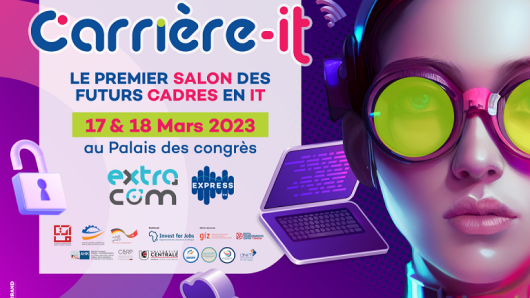 Carrière-it
LE PREMIER SALON DES
FUTURS CADRES EN IT
17 & 18 Mars 2023
au Palais des congrès
extra
com
EXPRESS
Invest for Jobs
giz
CENTRALE